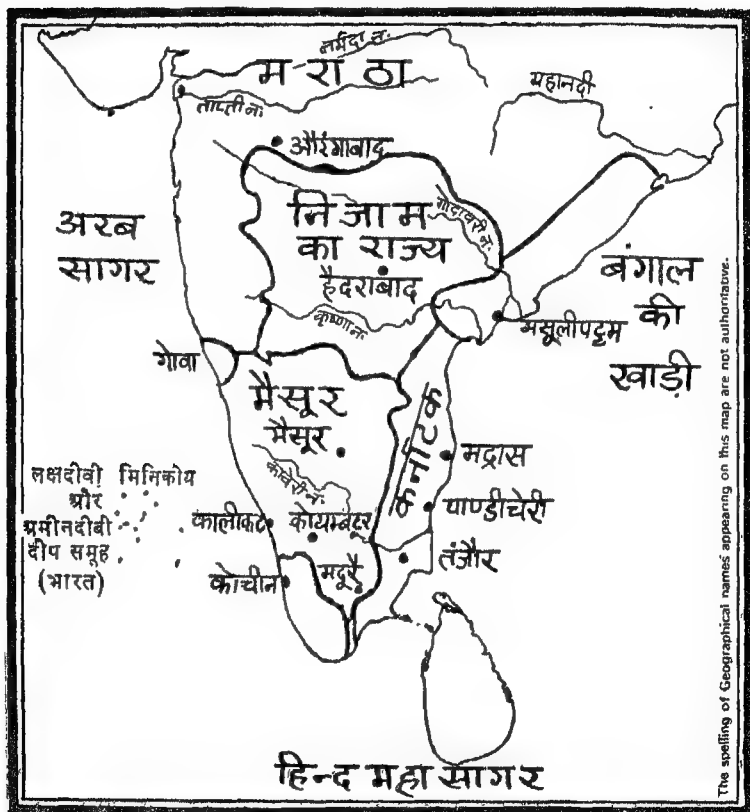 नर्मदा न.
मराठा
ताप्ती न.
महानदी
औरंगाबाद
निजाम
का राज्य
गोदावरी न.
हैदराबाद
अरब
सागर
बंगाल
की
खाड़ी
कृष्णा न.
मसूलीपट्टम
गोवा
मैसूर
मैसूर
कर्नाटक
मद्रास
कावेरी न.
लक्षदीवी मिनिकोय
और
अमीनदीवी
दीप समूह
(भारत)
कालीकट
कोयम्बटूर
पाण्डीचेरी
तंजौर
कोचीन
मदुरै
हिन्द महासागर
The spelling of Geographical names appearing on this map are not authoritative.